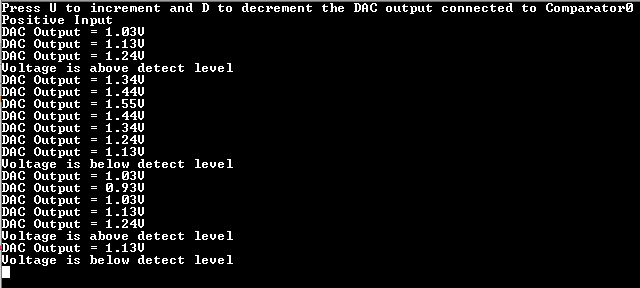 Press U to increment and D to decrement the DAC output connected to Comparator0
Positive Input
DAC Output = 1.03V
DAC Output = 1.13V
DAC Output = 1.24V
Voltage is above detect level
DAC Output = 1.34V
DAC Output = 1.44V
DAC Output = 1.55V
DAC Output = 1.44V
DAC Output = 1.34V
DAC Output = 1.24V
DAC Output = 1.13V
Voltage is below detect level
DAC Output = 1.03V
DAC Output = 0.93V
DAC Output = 1.03V
DAC Output = 1.13V
DAC Output = 1.24V
Voltage is above detect level
DAC Output = 1.13V
Voltage is below detect level